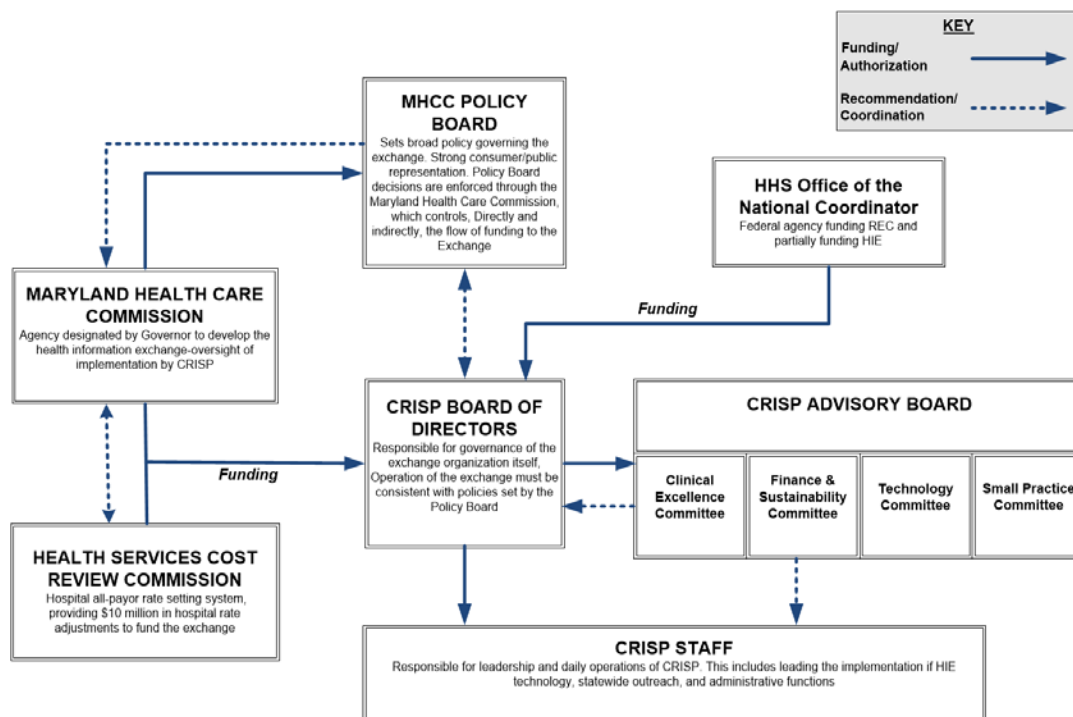 KEY
Funding/
Authorization
Recommendation/
Coordination
MHCC POLICY
BOARD
Sets broad policy governing the
exchange. Strong consumer/public
representation. Policy Board
decisions are enforced through the
Maryland Health Care Commission,
which controls, Directly and
indirectly, the flow of funding to the
Exchange
HHS Office of the
National Coordinator
Federal agency funding REC and
partially funding HIE
MARYLAND HEALTH CARE
COMMISSION
Agency designated by Governor to develop the
health information exchange-oversight of
implementation by CRISP
Funding
CRISP BOARD OF
DIRECTORS
Responsible for governance of the
exchange organization itself,
Operation of the exchange must be
consistent with policies set by the
Policy Board
Funding
CRISP ADVISORY BOARD
Clinical
Excellence
Committee
Finance &
Sustainability
Committee
Technology
Committee
Small Practice
Committee
HEALTH SERVICES COST
REVIEW COMMISSION
Hospital all-payor rate setting system,
providing $10 million in hospital rate
adjustments to fund the exchange
CRISP STAFF
Responsible for leadership and daily operations of CRISP. This includes leading the implementation if HIE
technology, statewide outreach, and administrative functions